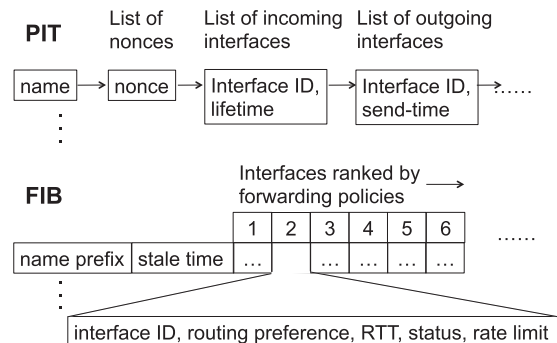 PIT
List of nonces
List of incoming interfaces
List of outgoing interfaces
name
nonce
Interface ID, lifetime
Interface ID, send-time
......
FIB
Interfaces ranked by forwarding policies
1 2 3 4 5 6
name prefix stale time ... ... ... ... ... ......
interface ID, routing preference, RTT, status, rate limit